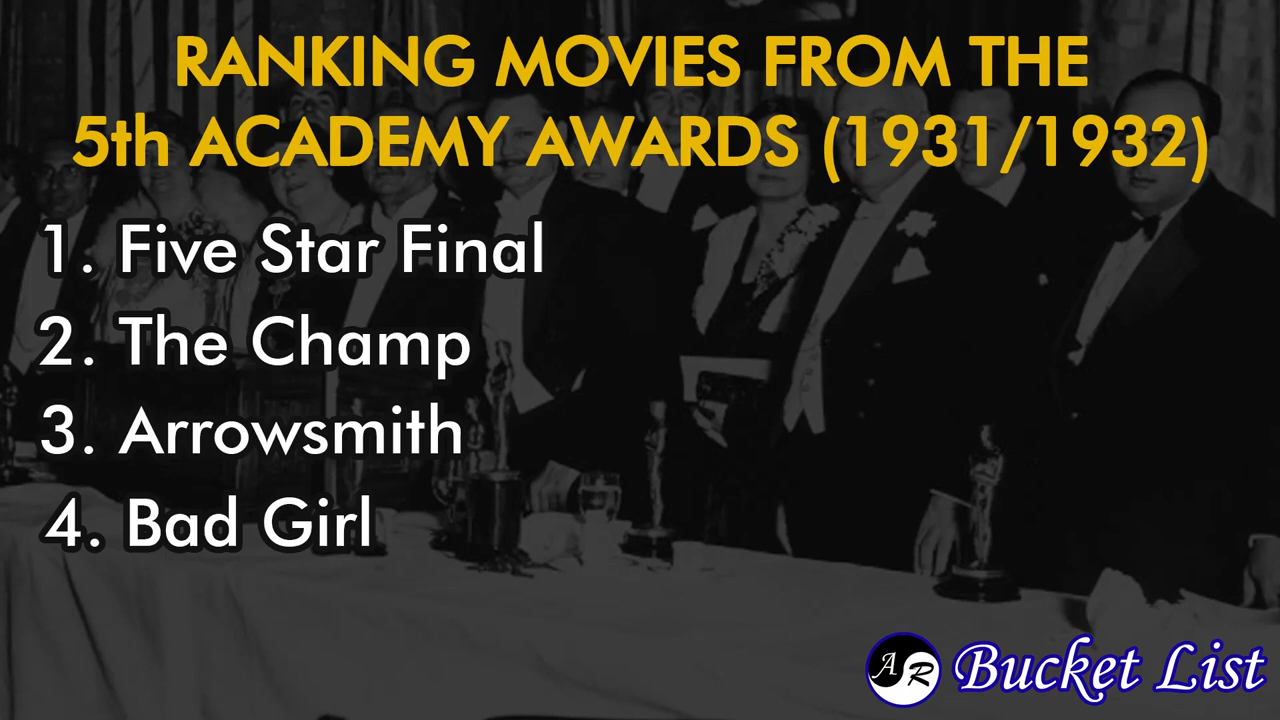 RANKING MOVIES FROM THE
5th ACADEMY AWARDS (1931/1932)
1. Five Star Final
2. The Champ
3. Arrowsmith
4. Bad Girl
AR Bucket List